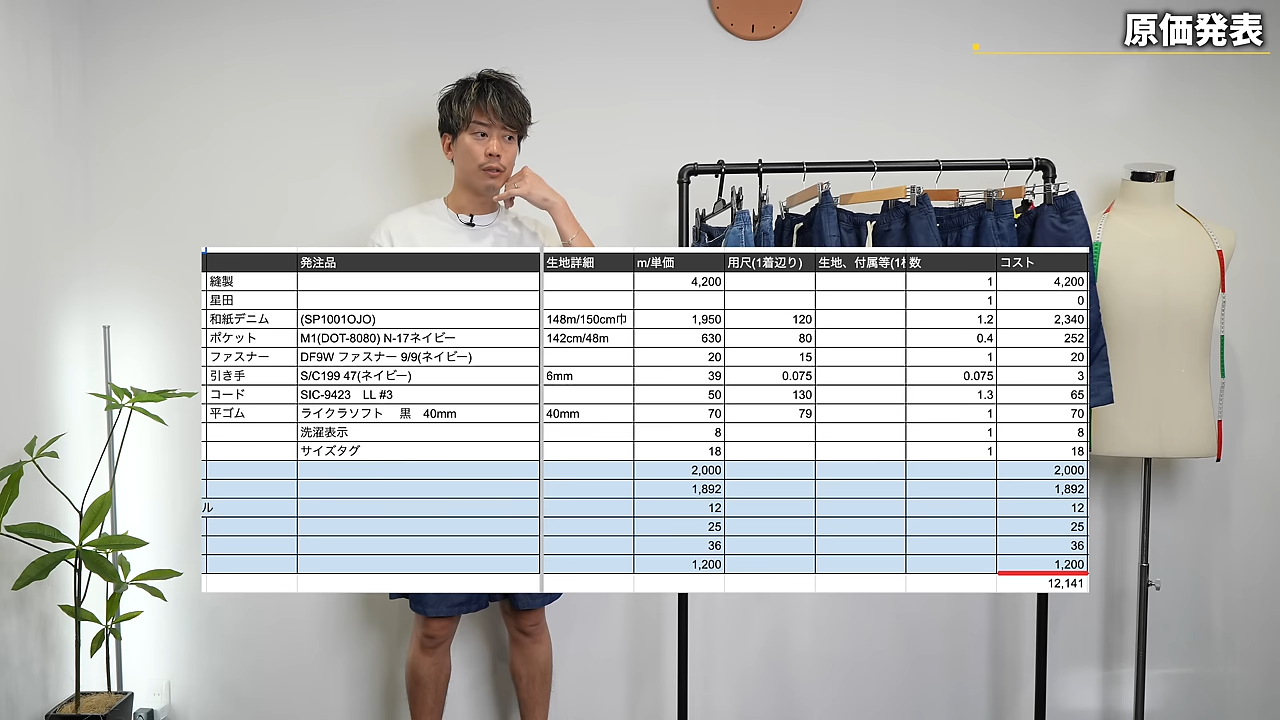 原価発表
発注品 生地詳細 m/単価 用尺(1着辺り) 生地、付属等(1 数 コスト
縫製 4,200 1 4,200
星田 1 0
和紙デニム (SP1001OJO) 148m/150cm巾 1,950 120 1.2 2,340
ポケット M1(DOT-8080) N-17ネイビー 142cm/48m 630 80 0.4 252
ファスナー DF9W ファスナー 9/9(ネイビー) 20 15 1 20
引き手 S/C199 47(ネイビー) 6mm 39 0.075 0.075 3
コード SIC-9423 LL #3 50 130 1.3 65
平ゴム ライクラソフト 黒 40mm 40mm 70 79 1 70
洗濯表示 8 1 8
サイズタグ 18 1 18
2,000 2,000
1,892 1,892
ル 12 12
25 25
36 36
1,200 1,200
12,141